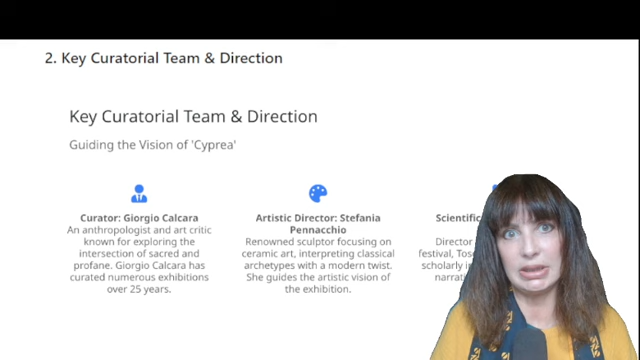 2. Key Curatorial Team & Direction
Key Curatorial Team & Direction
Guiding the Vision of 'Cyprea'
Curator: Giorgio Calcara
An anthropologist and art critic
known for exploring the
intersection of sacred and
profane. Giorgio Calcara has
curated numerous exhibitions
over 25 years.
Artistic Director: Stefania
Pennacchio
Renowned sculptor focusing on
ceramic art, interpreting classical
archetypes with a modern twist.
She guides the artistic vision of
the exhibition.
Scientific
Director
festival,
scholarly